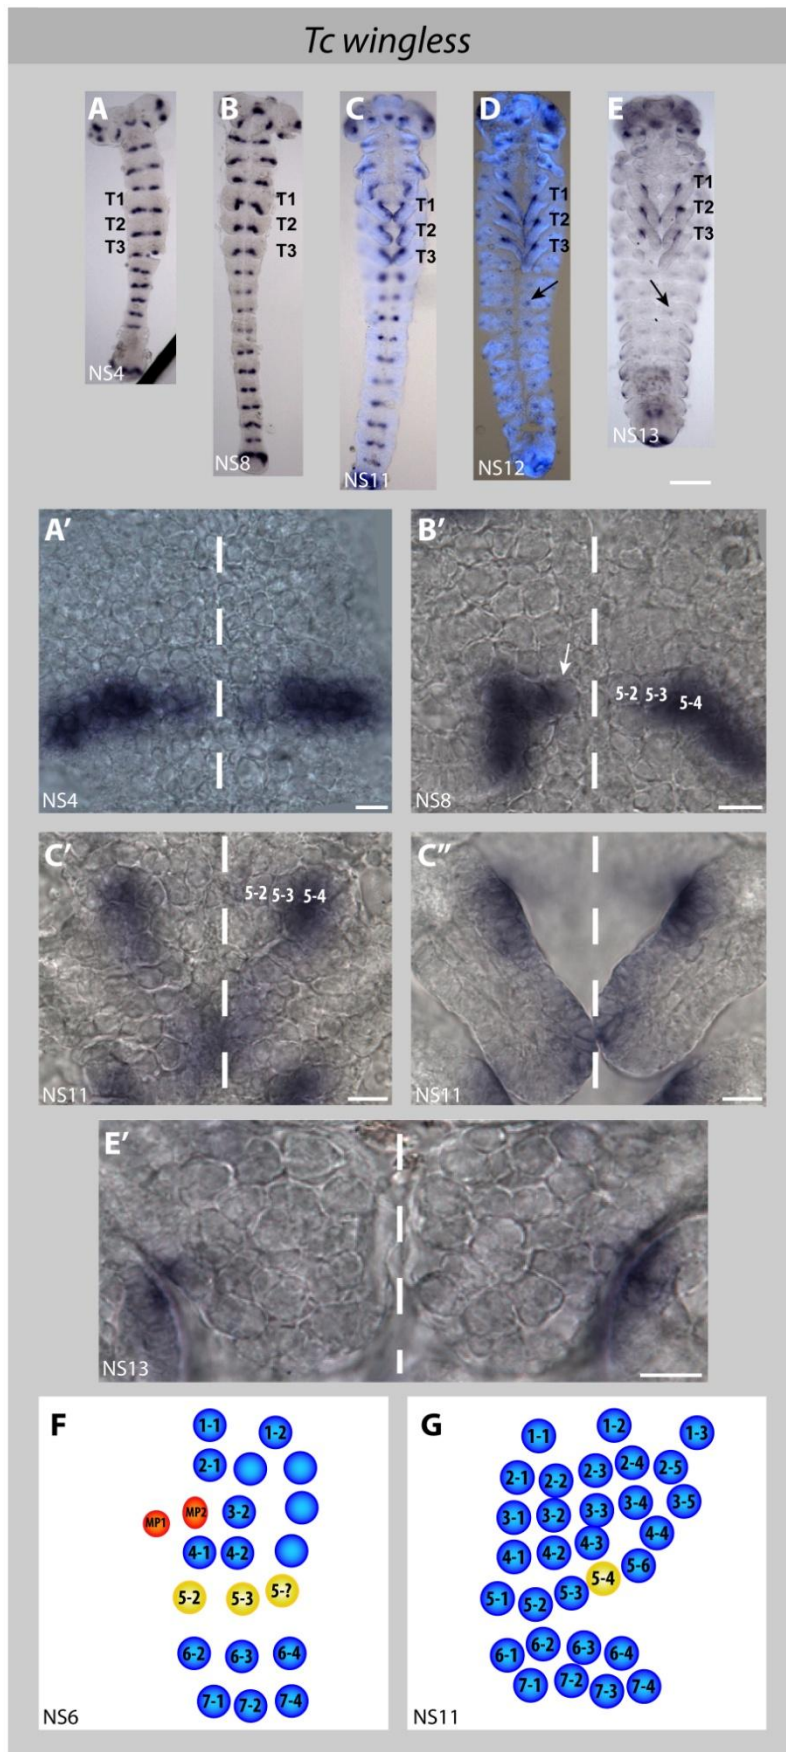 Tc wingless
A B C D E
T1 T1 T1 T1 T1
T2 T2 T2 T2 T2
T3 T3 T3 T3 T3
NS4 NS8 NS11 NS12 NS13
A′ B′
5-2 5-3 5-4
NS4 NS8
C′ C″
5-2 5-3 5-4
NS11 NS11
E′
NS13
F
1-1 1-2
2-1
MP1 MP2 3-2
4-1 4-2
5-2 5-3 5-?
6-2 6-3 6-4
7-1 7-2 7-4
NS6
G
1-1 1-2 1-3
2-1 2-2 2-3 2-4 2-5
3-1 3-2 3-3 3-4 3-5
4-1 4-2 4-3 4-4
5-1 5-2 5-3 5-4 5-6
6-1 6-2 6-3 6-4
7-1 7-2 7-3 7-4
NS11